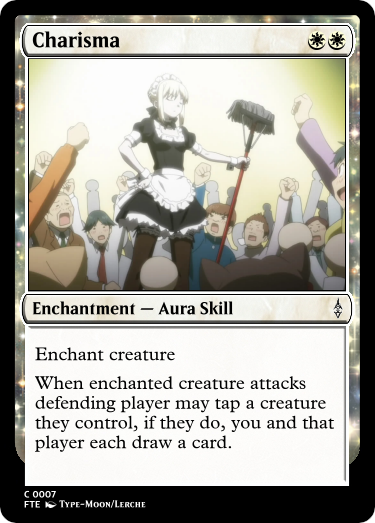 Charisma
Enchantment — Aura Skill
Enchant creature
When enchanted creature attacks
defending player may tap a creature
they control, if they do, you and that
player each draw a card.
C 0007
FTE Type-Moon/Lerche